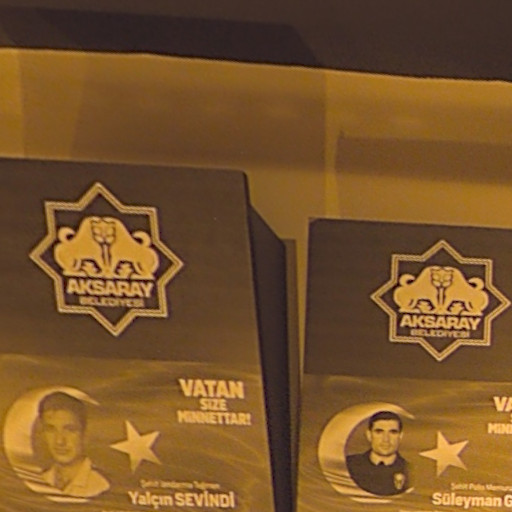 AKSARAY
BELEDİYESİ
VATAN
SİZE
MİNNETTAR!
Şehit Jandarma Teğmen
Yalçın SEVİNDİ
AKSARAY
BELEDİYESİ
Şehit Polis Memuru
Süleyman